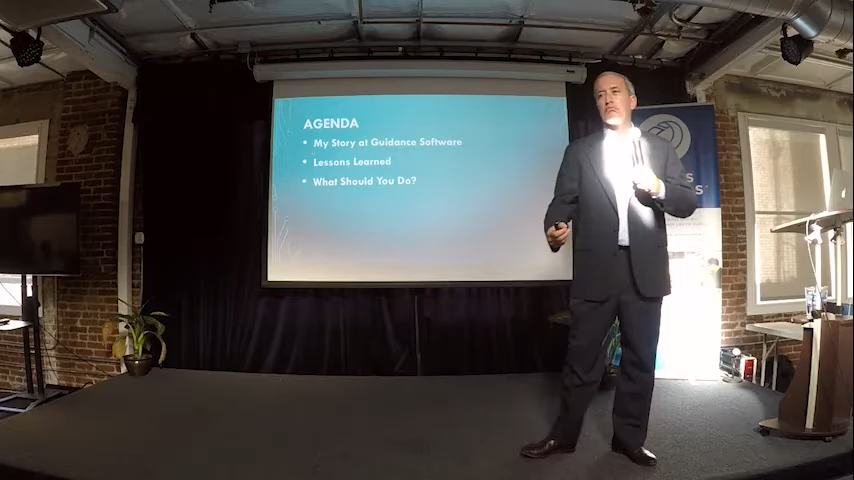 AGENDA
• My Story at Guidance Software
• Lessons Learned
• What Should You Do?